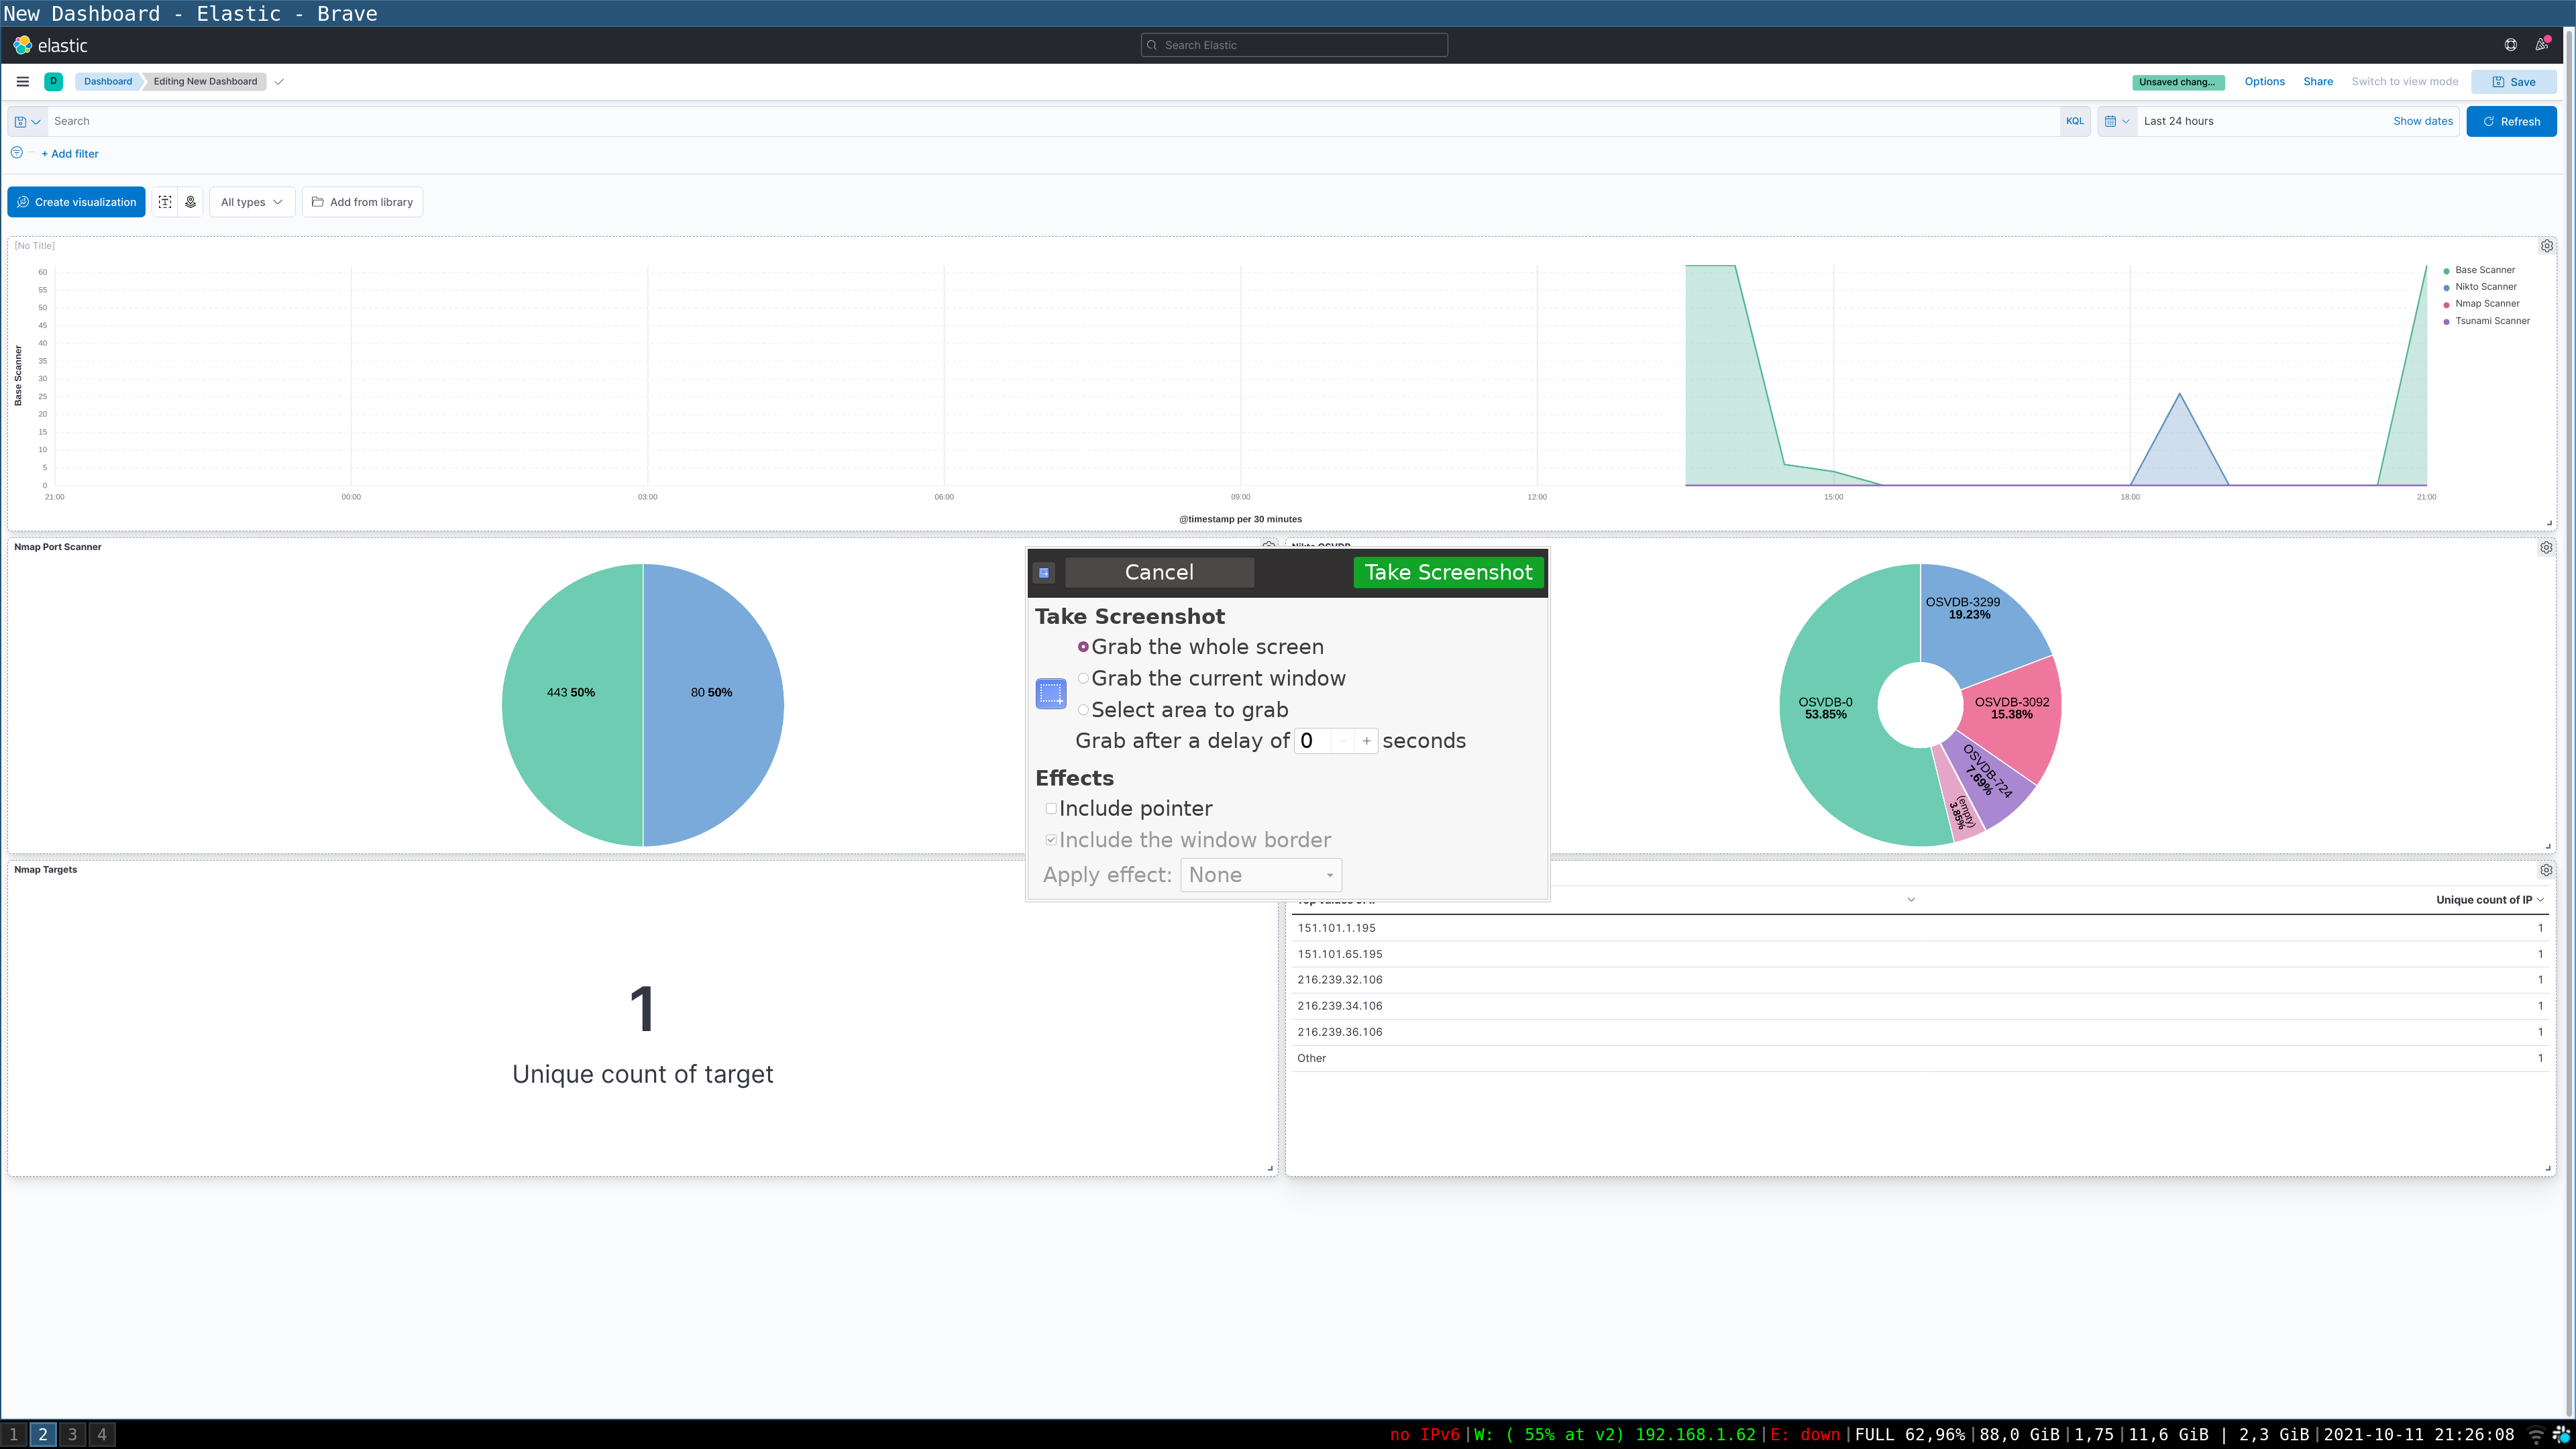 New Dashboard - Elastic - Brave
elastic
Search Elastic
D
Dashboard
Editing New Dashboard
Unsaved chang...
Options
Share
Switch to view mode
Save
Search
KQL
Last 24 hours
Show dates
Refresh
+ Add filter
Create visualization
All types
Add from library
[No Title]
60
55
50
45
40
35
30
25
20
15
10
5
0
Base Scanner
21:00
00:00
03:00
06:00
09:00
12:00
15:00
18:00
21:00
@timestamp per 30 minutes
Base Scanner
Nikto Scanner
Nmap Scanner
Tsunami Scanner
Nmap Port Scanner
443 50%
80 50%
Nikto OSVDB
OSVDB-3299
19.23%
OSVDB-0
53.85%
OSVDB-3092
15.38%
OSVDB-724
7.69%
(empty)
3.85%
Cancel
Take Screenshot
Take Screenshot
Grab the whole screen
Grab the current window
Select area to grab
Grab after a delay of 0 - + seconds
Effects
Include pointer
Include the window border
Apply effect: None
Nmap Targets
1
Unique count of target
Top values of IP
Unique count of IP
151.101.1.195 1
151.101.65.195 1
216.239.32.106 1
216.239.34.106 1
216.239.36.106 1
Other 1
1 2 3 4
no IPv6|W: ( 55% at v2) 192.168.1.62|E: down|FULL 62,96%|88,0 GiB|1,75|11,6 GiB | 2,3 GiB|2021-10-11 21:26:08